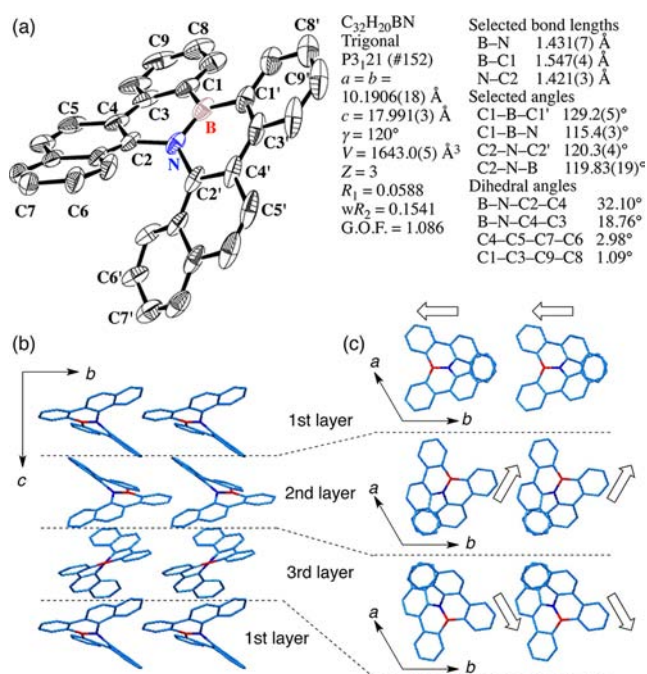 (a)
C9
C8
C8'
C1
C1'
C9'
C5
C4
C3
B
C3'
C2
N
C4'
C2'
C7
C6
C5'
C6'
C7'
C32H20BN
Trigonal
P3₁21 (#152)
a = b =
10.1906(18) Å
c = 17.991(3) Å
γ = 120°
V = 1643.0(5) Å³
Z = 3
R₁ = 0.0588
wR₂ = 0.1541
G.O.F. = 1.086
Selected bond lengths
B–N 1.431(7) Å
B–C1 1.547(4) Å
N–C2 1.421(3) Å
Selected angles
C1–B–C1' 129.2(5)°
C1–B–N 115.4(3)°
C2–N–C2' 120.3(4)°
C2–N–B 119.83(19)°
Dihedral angles
B–N–C2–C4 32.10°
B–N–C4–C3 18.76°
C4–C5–C7–C6 2.98°
C1–C3–C9–C8 1.09°
(b)
b
c
1st layer
2nd layer
3rd layer
1st layer
(c)
a
b
a
b
a
b